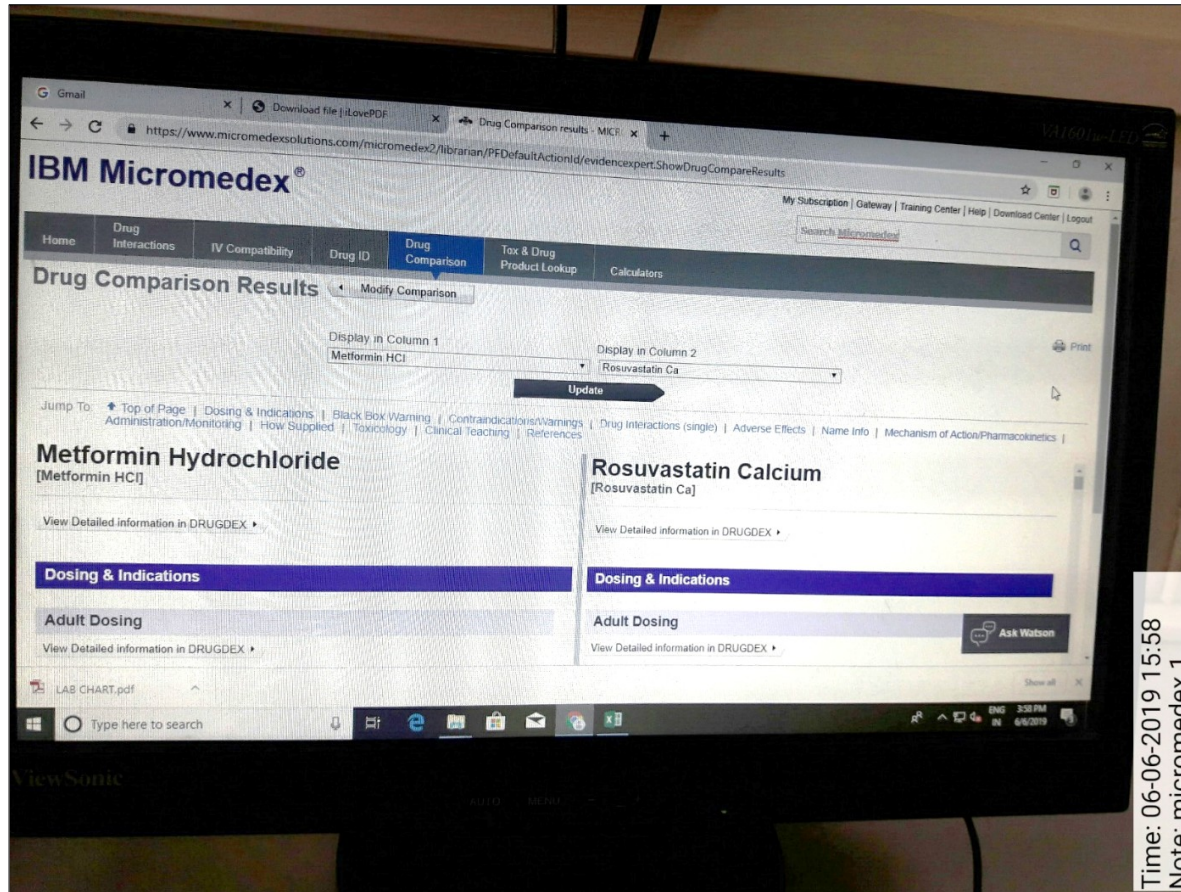 Gmail
Download file | iLovePDF
Drug Comparison results - MICR
https://www.micromedexsolutions.com/micromedex2/librarian/PFDefaultActionId/evidencexpert.ShowDrugCompareResults
VA1601w-LED
IBM Micromedex®
My Subscription | Gateway | Training Center | Help | Download Center | Logout
Search Micromedex
Home
Drug Interactions
IV Compatibility
Drug ID
Drug Comparison
Tox & Drug Product Lookup
Calculators
Drug Comparison Results
Modify Comparison
Print
Display in Column 1
Metformin HCl
Display in Column 2
Rosuvastatin Ca
Update
Jump To: Top of Page | Dosing & Indications | Black Box Warning | Contraindications/Warnings | Drug Interactions (single) | Adverse Effects | Name Info | Mechanism of Action/Pharmacokinetics |
Administration/Monitoring | How Supplied | Toxicology | Clinical Teaching | References
Metformin Hydrochloride
[Metformin HCl]
View Detailed information in DRUGDEX
Dosing & Indications
Adult Dosing
View Detailed information in DRUGDEX
Rosuvastatin Calcium
[Rosuvastatin Ca]
View Detailed information in DRUGDEX
Dosing & Indications
Adult Dosing
View Detailed information in DRUGDEX
Ask Watson
LAB CHART.pdf
Show all
Type here to search
ENG
IN
3:58 PM
6/6/2019
ViewSonic
AUTO MENU
Time: 06-06-2019 15:58
Note: micromedex 1